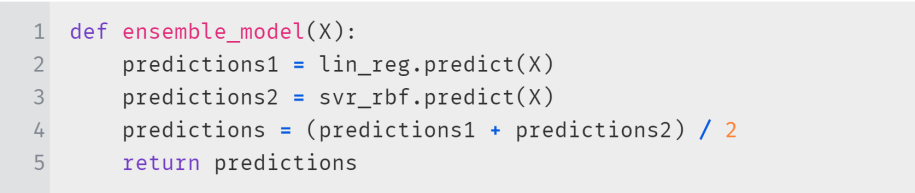 1 def ensemble_model(X):
2     predictions1 = lin_reg.predict(X)
3     predictions2 = svr_rbf.predict(X)
4     predictions = (predictions1 + predictions2) / 2
5     return predictions